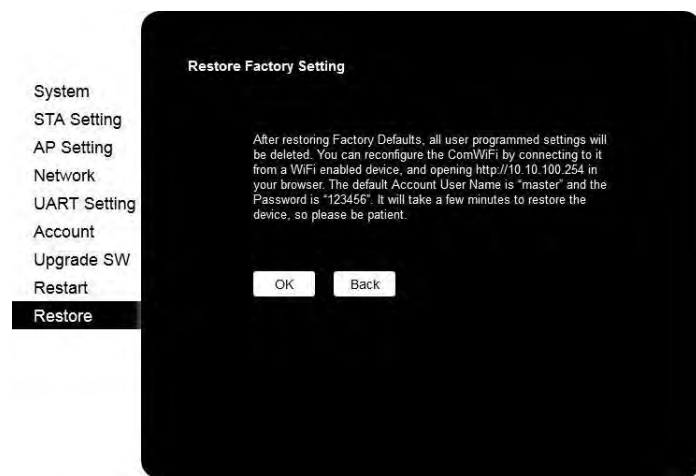 Restore Factory Setting
System
STA Setting
AP Setting
Network
UART Setting
Account
Upgrade SW
Restart
Restore
After restoring Factory Defaults, all user programmed settings will
be deleted. You can reconfigure the ComWiFi by connecting to it
from a WiFi enabled device, and opening http://10.10.100.254 in
your browser. The default Account User Name is “master” and the
Password is “123456”. It will take a few minutes to restore the
device, so please be patient.
OK
Back